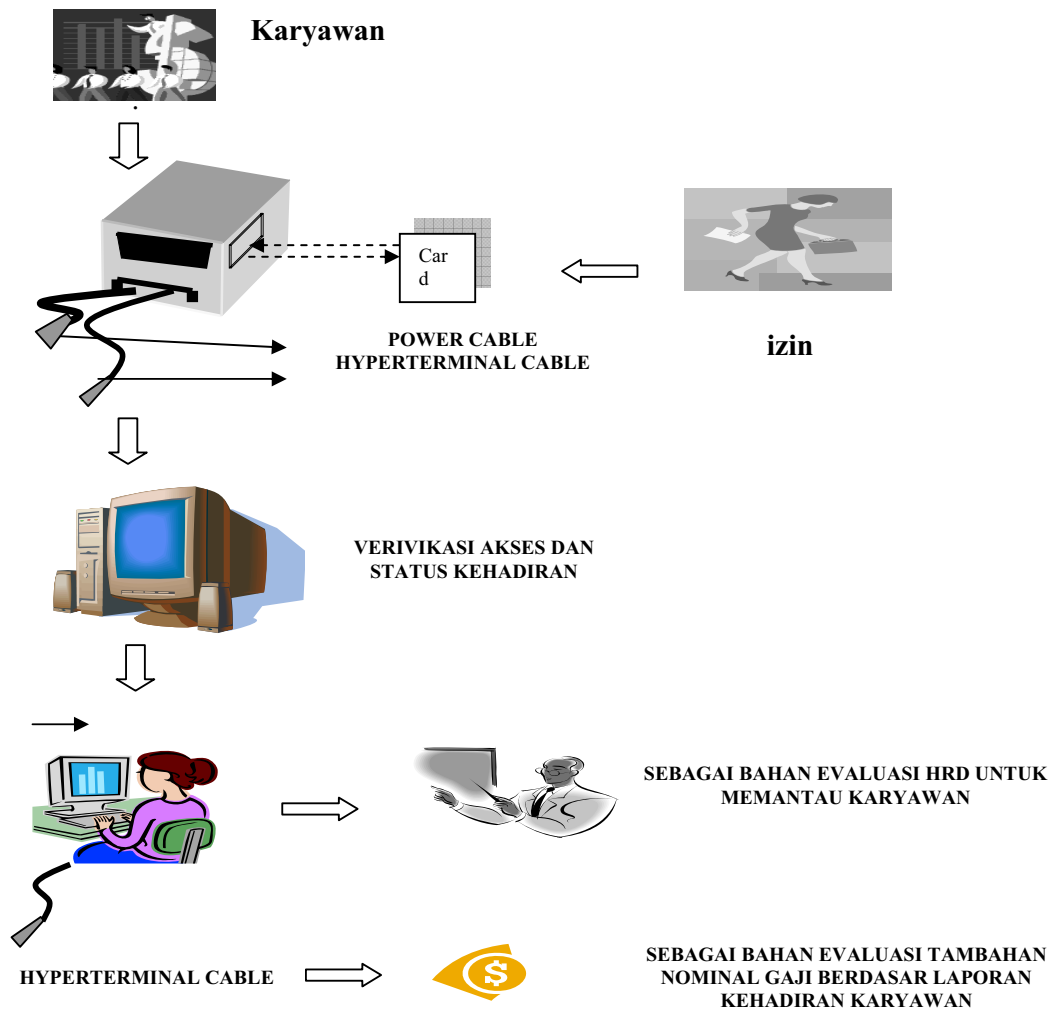 Karyawan
Car
d
POWER CABLE
HYPERTERMINAL CABLE
izin
VERIVIKASI AKSES DAN
STATUS KEHADIRAN
SEBAGAI BAHAN EVALUASI HRD UNTUK
MEMANTAU KARYAWAN
HYPERTERMINAL CABLE
$
SEBAGAI BAHAN EVALUASI TAMBAHAN
NOMINAL GAJI BERDASAR LAPORAN
KEHADIRAN KARYAWAN